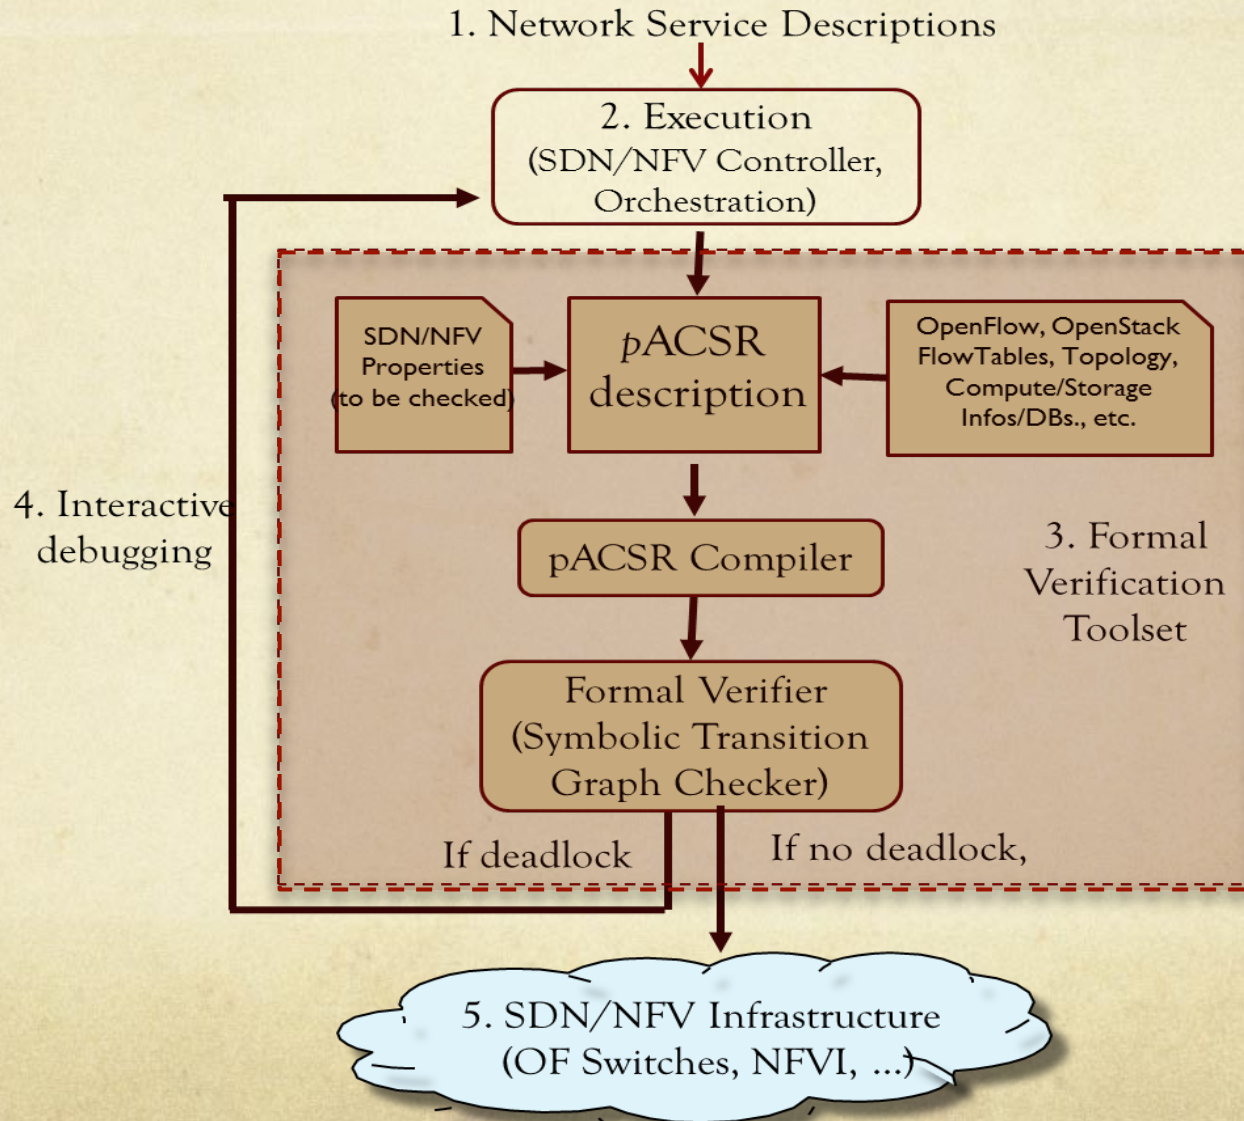 1. Network Service Descriptions
2. Execution
(SDN/NFV Controller,
Orchestration)
SDN/NFV
Properties
(to be checked)
pACSR
description
OpenFlow, OpenStack
FlowTables, Topology,
Compute/Storage
Infos/DBs., etc.
4. Interactive
debugging
pACSR Compiler
3. Formal
Verification
Toolset
Formal Verifier
(Symbolic Transition
Graph Checker)
If deadlock
If no deadlock,
5. SDN/NFV Infrastructure
(OF Switches, NFVI, ...)